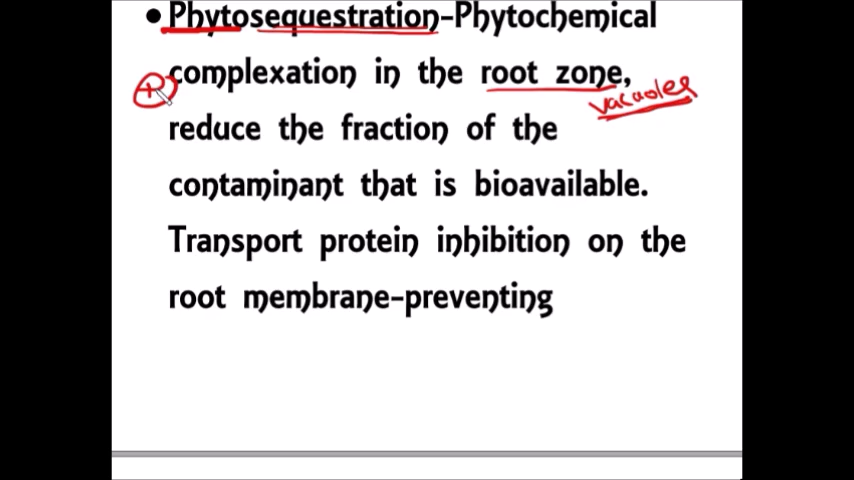 • Phytosequestration-Phytochemical
complexation in the root zone,
vacuoles
reduce the fraction of the
contaminant that is bioavailable.
Transport protein inhibition on the
root membrane-preventing